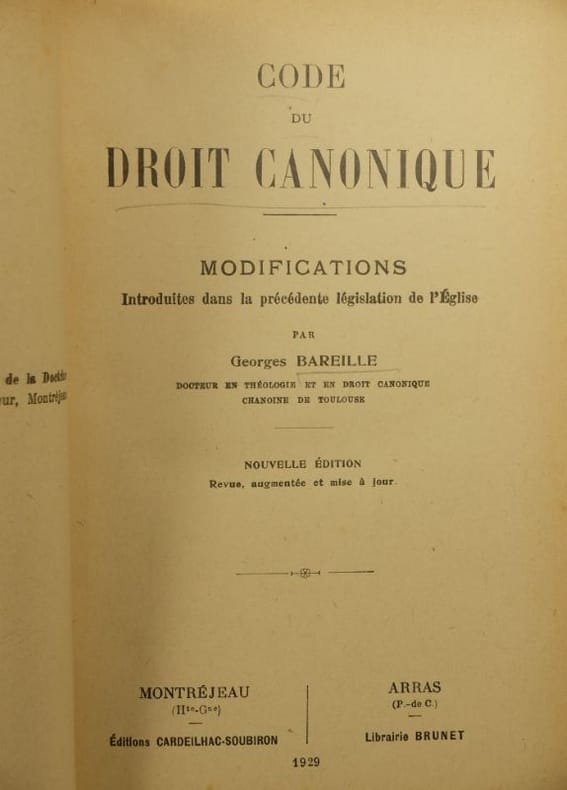 CODE
DU
DROIT CANONIQUE
MODIFICATIONS
Introduites dans la précédente législation de l'Église
PAR
Georges BAREILLE
DOCTEUR EN THÉOLOGIE ET EN DROIT CANONIQUE
CHANOINE DE TOULOUSE
NOUVELLE ÉDITION
Revue, augmentée et mise à jour.
de la
MONTRÉJEAU
(Hte-Gne)
Éditions CARDEILHAC-SOUBIRON
ARRAS
(P.-de C.)
Librairie BRUNET
1929